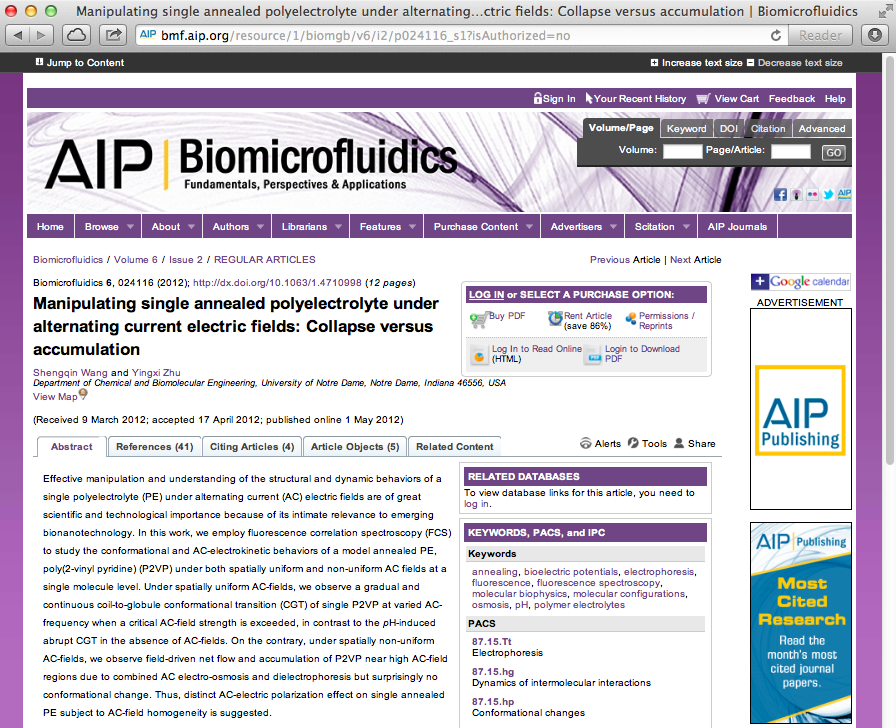 Manipulating single annealed polyelectrolyte under alternating...ctric fields: Collapse versus accumulation | Biomicrofluidics
AIP bmf.aip.org/resource/1/biomgb/v6/i2/p024116_s1?isAuthorized=no
Reader
Jump to Content
Increase text size Decrease text size
Sign In Your Recent History View Cart Feedback Help
Volume/Page Keyword DOI Citation Advanced
Volume: Page/Article: GO
AIP Biomicrofluidics
Fundamentals, Perspectives & Applications
AIP
Home Browse About Authors Librarians Features Purchase Content Advertisers Scitation AIP Journals
Biomicrofluidics / Volume 6 / Issue 2 / REGULAR ARTICLES
Previous Article | Next Article
Biomicrofluidics 6, 024116 (2012); http://dx.doi.org/10.1063/1.4710998 (12 pages)
Manipulating single annealed polyelectrolyte under
alternating current electric fields: Collapse versus
accumulation
Shengqin Wang and Yingxi Zhu
Department of Chemical and Biomolecular Engineering, University of Notre Dame, Notre Dame, Indiana 46556, USA
View Map
(Received 9 March 2012; accepted 17 April 2012; published online 1 May 2012)
LOG IN or SELECT A PURCHASE OPTION:
Buy PDF
Rent Article
(save 86%)
Permissions /
Reprints
Log In to Read Online
(HTML)
Login to Download
PDF
Abstract References (41) Citing Articles (4) Article Objects (5) Related Content
Alerts Tools Share
Effective manipulation and understanding of the structural and dynamic behaviors of a
single polyelectrolyte (PE) under alternating current (AC) electric fields are of great
scientific and technological importance because of its intimate relevance to emerging
bionanotechnology. In this work, we employ fluorescence correlation spectroscopy (FCS)
to study the conformational and AC-electrokinetic behaviors of a model annealed PE,
poly(2-vinyl pyridine) (P2VP) under both spatially uniform and non-uniform AC fields at a
single molecule level. Under spatially uniform AC-fields, we observe a gradual and
continuous coil-to-globule conformational transition (CGT) of single P2VP at varied AC-
frequency when a critical AC-field strength is exceeded, in contrast to the pH-induced
abrupt CGT in the absence of AC-fields. On the contrary, under spatially non-uniform
AC-fields, we observe field-driven net flow and accumulation of P2VP near high AC-field
regions due to combined AC electro-osmosis and dielectrophoresis but surprisingly no
conformational change. Thus, distinct AC-electric polarization effect on single annealed
PE subject to AC-field homogeneity is suggested.
RELATED DATABASES
To view database links for this article, you need to
log in.
KEYWORDS, PACS, and IPC
Keywords
annealing, bioelectric potentials, electrophoresis,
fluorescence, fluorescence spectroscopy,
molecular biophysics, molecular configurations,
osmosis, pH, polymer electrolytes
PACS
87.15.Tt
Electrophoresis
87.15.hg
Dynamics of intermolecular interactions
87.15.hp
Conformational changes
Google calendar
ADVERTISEMENT
AIP
Publishing
AIP Publishing
Most
Cited
Research
Read the
month's most
cited journal
papers.